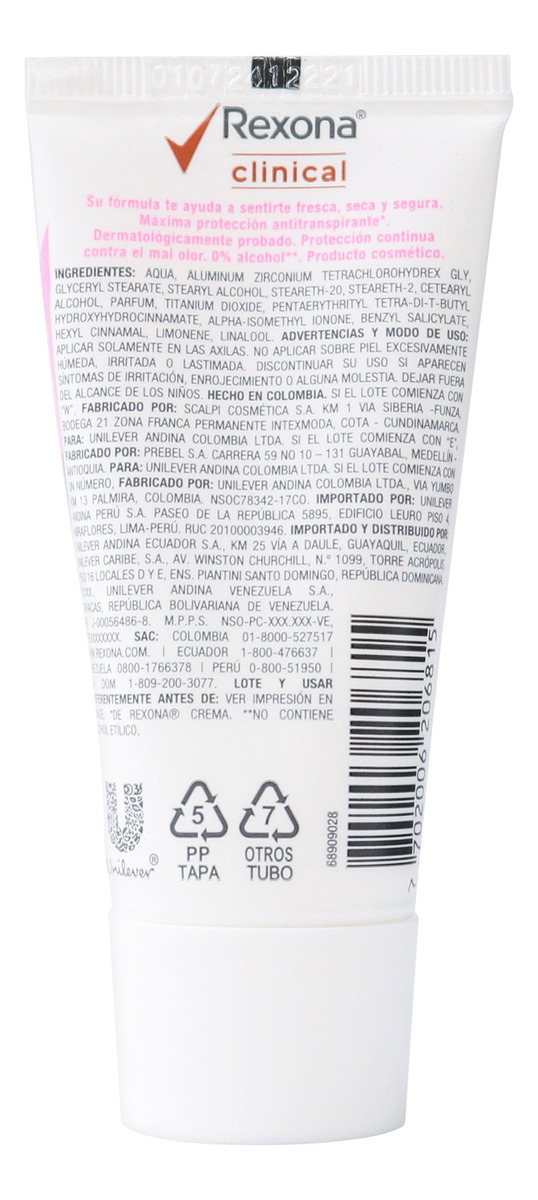 01072412221
Rexona®
clinical
Su fórmula te ayuda a sentirte fresca, seca y segura.
Máxima protección antitranspirante*.
Dermatológicamente probado. Protección continua
contra el mal olor. 0% alcohol**. Producto cosmético.
INGREDIENTES: AQUA, ALUMINUM ZIRCONIUM TETRACHLOROHYDREX GLY,
GLYCERYL STEARATE, STEARYL ALCOHOL, STEARETH-20, STEARETH-2, CETEARYL
ALCOHOL, PARFUM, TITANIUM DIOXIDE, PENTAERYTHRITYL TETRA-DI-T-BUTYL
HYDROXYHYDROCINNAMATE, ALPHA-ISOMETHYL IONONE, BENZYL SALICYLATE,
HEXYL CINNAMAL, LIMONENE, LINALOOL. ADVERTENCIAS Y MODO DE USO:
APLICAR SOLAMENTE EN LAS AXILAS. NO APLICAR SOBRE PIEL EXCESIVAMENTE
HÚMEDA, IRRITADA O LASTIMADA. DISCONTINUAR SU USO SI APARECEN
SÍNTOMAS DE IRRITACIÓN, ENROJECIMIENTO O ALGUNA MOLESTIA. DEJAR FUERA
DEL ALCANCE DE LOS NIÑOS. HECHO EN COLOMBIA. SI EL LOTE COMIENZA CON
"W", FABRICADO POR: SCALPI COSMÉTICA S.A. KM 1 VIA SIBERIA -FUNZA,
BODEGA 21 ZONA FRANCA PERMANENTE INTEXMODA, COTA - CUNDINAMARCA.
PARA: UNILEVER ANDINA COLOMBIA LTDA. SI EL LOTE COMIENZA CON "E",
FABRICADO POR: PREBEL S.A. CARRERA 59 NO 10 – 131 GUAYABAL, MEDELLÍN -
ANTIOQUIA. PARA: UNILEVER ANDINA COLOMBIA LTDA. SI EL LOTE COMIENZA CON
UN NÚMERO, FABRICADO POR: UNILEVER ANDINA COLOMBIA LTDA., VIA YUMBO
KM 13 PALMIRA, COLOMBIA. NSOC78342-17CO. IMPORTADO POR: UNILEVER
ANDINA PERÚ S.A. PASEO DE LA REPÚBLICA 5895, EDIFICIO LEURO PISO 4,
MIRAFLORES, LIMA-PERÚ. RUC 20100003946. IMPORTADO Y DISTRIBUIDO POR:
UNILEVER ANDINA ECUADOR S.A., KM 25 VÍA A DAULE, GUAYAQUIL, ECUADOR.
UNILEVER CARIBE, S.A., AV. WINSTON CHURCHILL, N.° 1099, TORRE ACRÓPOLIS,
PISO 16 LOCALES D Y E, ENS. PIANTINI SANTO DOMINGO, REPÚBLICA DOMINICANA.
UNILEVER ANDINA VENEZUELA S.A.,
CARACAS, REPÚBLICA BOLIVARIANA DE VENEZUELA.
J-00056486-8. M.P.P.S. NSO-PC-XXX.XXX-VE,
SAC: COLOMBIA 01-8000-527517
WWW.REXONA.COM. | ECUADOR 1-800-476637 |
VENEZUELA 0800-1766378 | PERÚ 0-800-51950 |
DOM 1-809-200-3077. LOTE Y USAR
PREFERENTEMENTE ANTES DE: VER IMPRESIÓN EN
*DE REXONA® CREMA. **NO CONTIENE
ALCOHOL ETÍLICO.
Unilever®
5
PP
TAPA
7
OTROS
TUBO
68909028
7 702006 206815